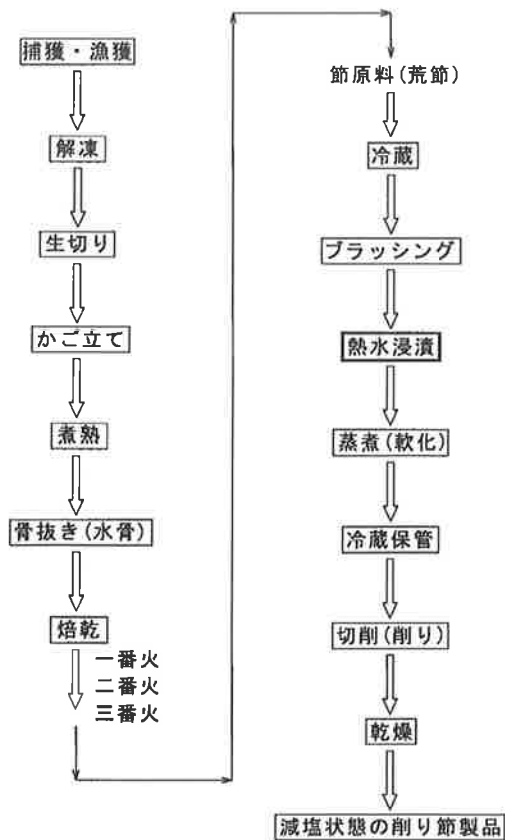 捕獲・漁獲
解凍
生切り
かご立て
煮熟
骨抜き(水骨)
焙乾
一番火
二番火
三番火
節原料(荒節)
冷蔵
ブラッシング
熱水浸漬
蒸煮(軟化)
冷蔵保管
切削(削り)
乾燥
減塩状態の削り節製品